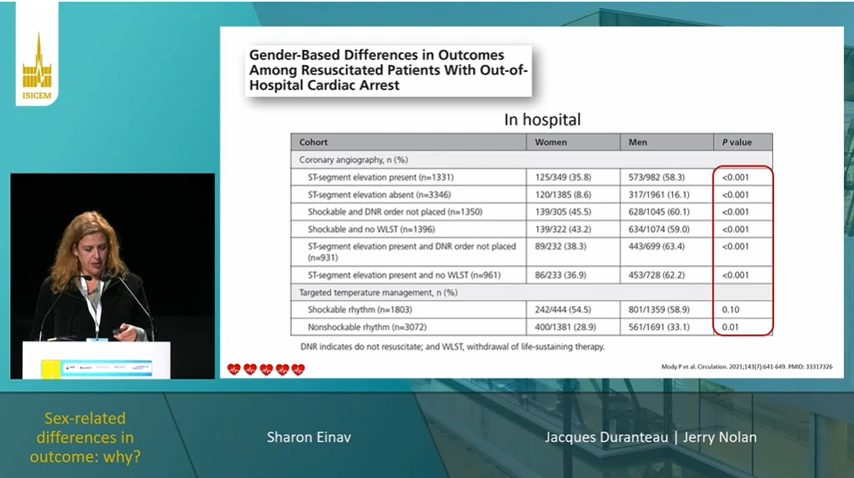 ISICEM
Gender-Based Differences in Outcomes
Among Resuscitated Patients With Out-of-
Hospital Cardiac Arrest
In hospital
Cohort Women Men P value
Coronary angiography, n (%)
ST-segment elevation present (n=1331) 125/349 (35.8) 573/982 (58.3) <0.001
ST-segment elevation absent (n=3346) 120/1385 (8.6) 317/1961 (16.1) <0.001
Shockable and DNR order not placed (n=1350) 139/305 (45.5) 628/1045 (60.1) <0.001
Shockable and no WLST (n=1396) 139/322 (43.2) 634/1074 (59.0) <0.001
ST-segment elevation present and DNR order not placed 89/232 (38.3) 443/699 (63.4) <0.001
(n=931)
ST-segment elevation present and no WLST (n=961) 86/233 (36.9) 453/728 (62.2) <0.001
Targeted temperature management, n (%)
Shockable rhythm (n=1803) 242/444 (54.5) 801/1359 (58.9) 0.10
Nonshockable rhythm (n=3072) 400/1381 (28.9) 561/1691 (33.1) 0.01
DNR indicates do not resuscitate; and WLST, withdrawal of life-sustaining therapy.
Mody P et al. Circulation. 2021;143(7):641-649. PMID: 33317326
Sex-related
differences in
outcome: why?
Sharon Einav
Jacques Duranteau | Jerry Nolan